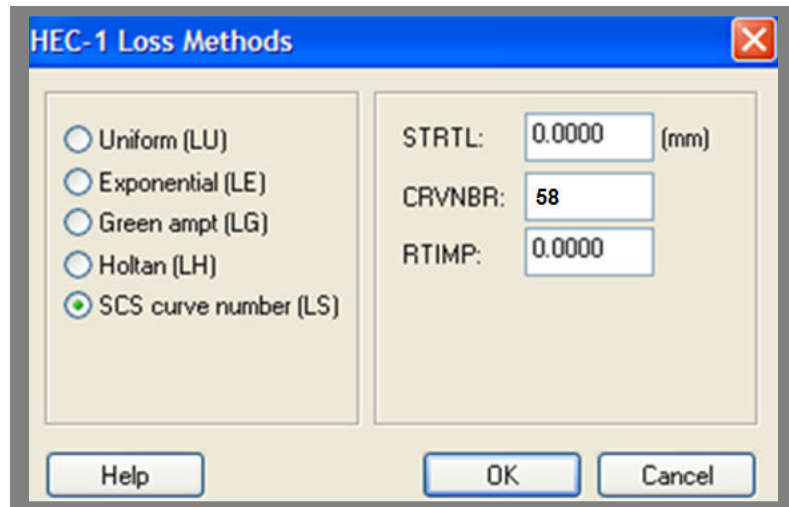 HEC-1 Loss Methods
Uniform (LU)
Exponential (LE)
Green ampt (LG)
Holtan (LH)
SCS curve number (LS)
STRTL: 0.0000 (mm)
CRVNBR: 58
RTIMP: 0.0000
Help OK Cancel